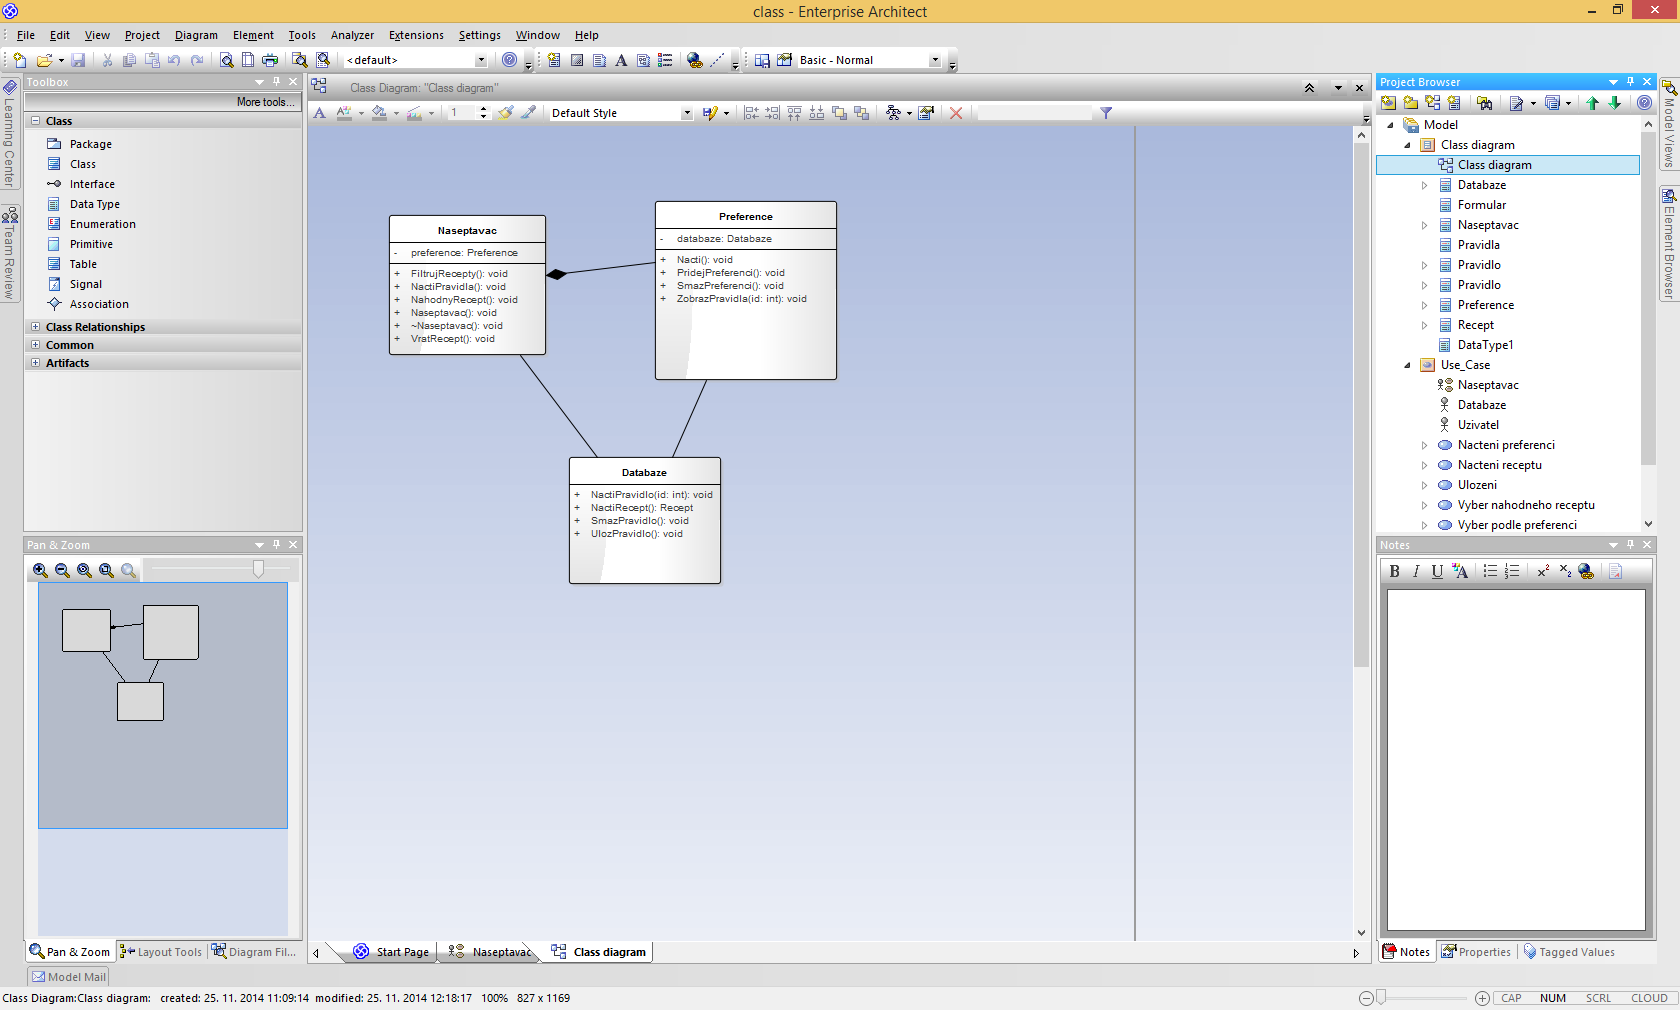 class - Enterprise Architect
File Edit View Project Diagram Element Tools Analyzer Extensions Settings Window Help
<default>
Basic - Normal
Learning Center
Team Review
Toolbox
More tools...
Class
Package
Class
Interface
Data Type
Enumeration
Primitive
Table
Signal
Association
Class Relationships
Common
Artifacts
Pan & Zoom
Pan & Zoom Layout Tools Diagram Fil...
Model Mail
Class Diagram: "Class diagram"
1 Default Style
Naseptavac
- preference: Preference
+ FiltrujRecepty(): void
+ NactiPravidla(): void
+ NahodnyRecept(): void
+ Naseptavac(): void
+ ~Naseptavac(): void
+ VratRecept(): void
Preference
- databaze: Databaze
+ Nacti(): void
+ PridejPreferenci(): void
+ SmazPreferenci(): void
+ ZobrazPravidla(id: int): void
Databaze
+ NactiPravidlo(id: int): void
+ NactiRecept(): Recept
+ SmazPravidlo(): void
+ UlozPravidlo(): void
Start Page Naseptavac Class diagram
Project Browser
Model
Class diagram
Class diagram
Databaze
Formular
Naseptavac
Pravidla
Pravidlo
Pravidlo
Preference
Recept
DataType1
Use_Case
Naseptavac
Databaze
Uzivatel
Nacteni preferenci
Nacteni receptu
Ulozeni
Vyber nahodneho receptu
Vyber podle preferenci
Notes
B I U A x² x₂
Notes Properties Tagged Values
Model Views
Element Browser
Class Diagram:Class diagram: created: 25. 11. 2014 11:09:14 modified: 25. 11. 2014 12:18:17 100% 827 x 1169
CAP NUM SCRL CLOUD